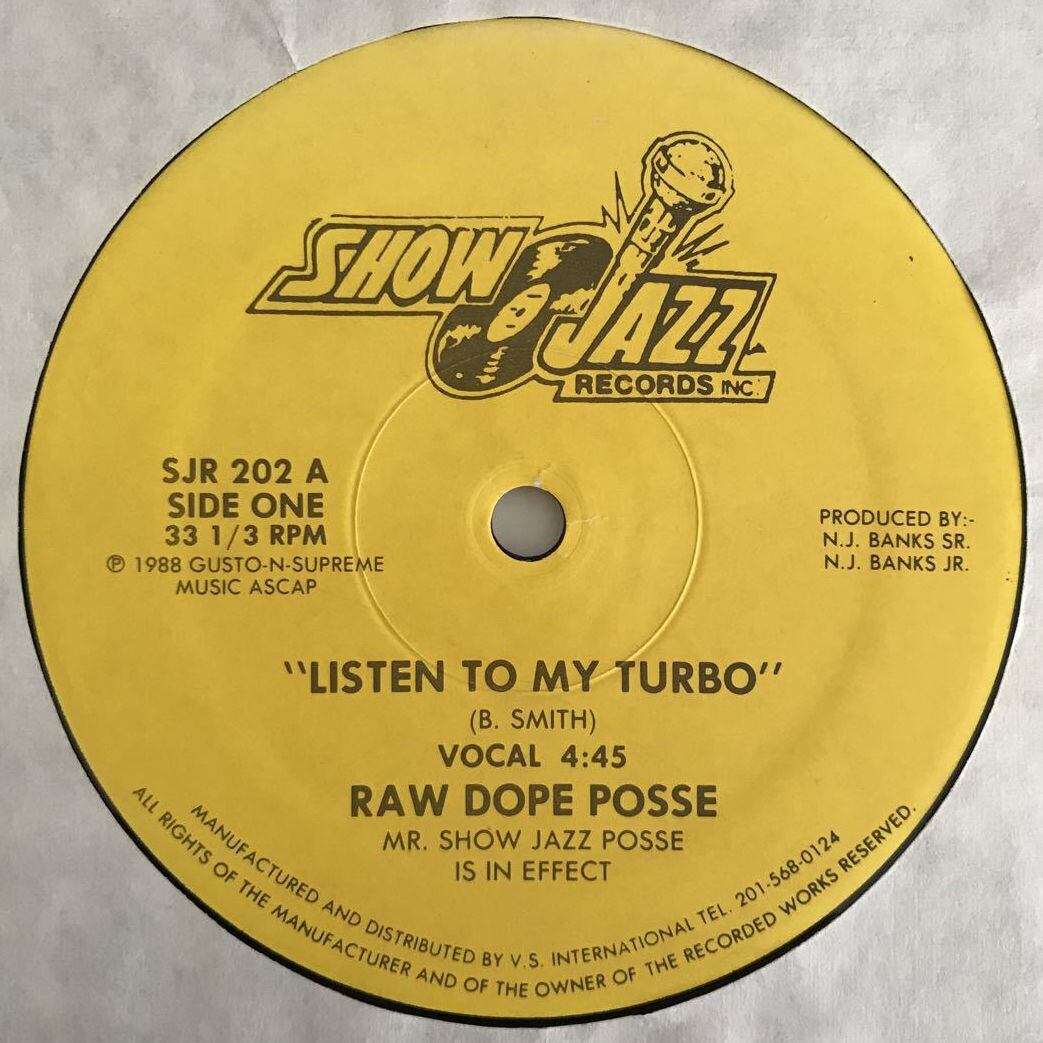 SHOW JAZZ
RECORDS INC.
SJR 202 A
SIDE ONE
33 1/3 RPM
℗ 1988 GUSTO-N-SUPREME
MUSIC ASCAP
PRODUCED BY:-
N.J. BANKS SR.
N.J. BANKS JR.
"LISTEN TO MY TURBO"
(B. SMITH)
VOCAL 4:45
RAW DOPE POSSE
MR. SHOW JAZZ POSSE
IS IN EFFECT
MANUFACTURED AND DISTRIBUTED BY V.S. INTERNATIONAL TEL. 201-568-0124
ALL RIGHTS OF THE MANUFACTURER AND OF THE OWNER OF THE RECORDED WORKS RESERVED.